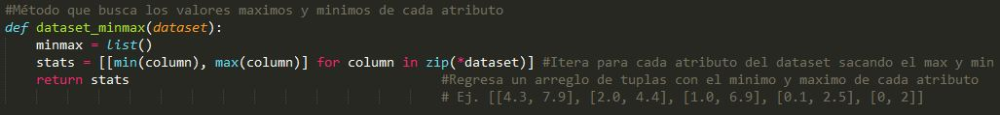 #Método que busca los valores maximos y minimos de cada atributo
def dataset_minmax(dataset):
minmax = list()
stats = [[min(column), max(column)] for column in zip(*dataset)] #Itera para cada atributo del dataset sacando el max y min
return stats #Regresa un arreglo de tuplas con el minimo y maximo de cada atributo
# Ej. [[4.3, 7.9], [2.0, 4.4], [1.0, 6.9], [0.1, 2.5], [0, 2]]